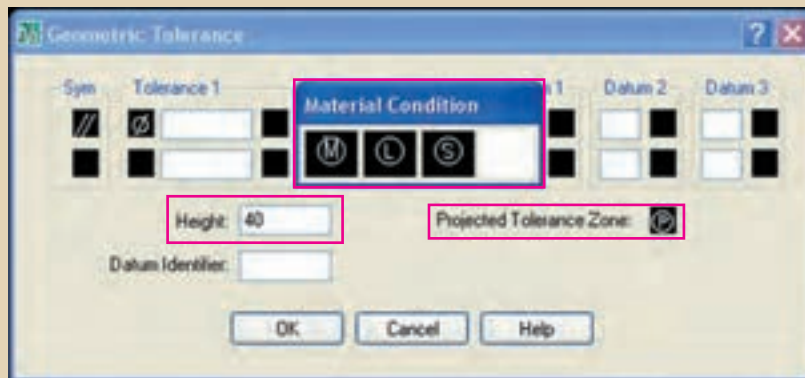 Geometric Tolerance
Sym Tolerance 1 1 Datum 2 Datum 3
Material Condition
// Ø
Ⓜ Ⓛ Ⓢ
Height: 40
Projected Tolerance Zone: Ⓟ
Datum Identifier:
OK Cancel Help